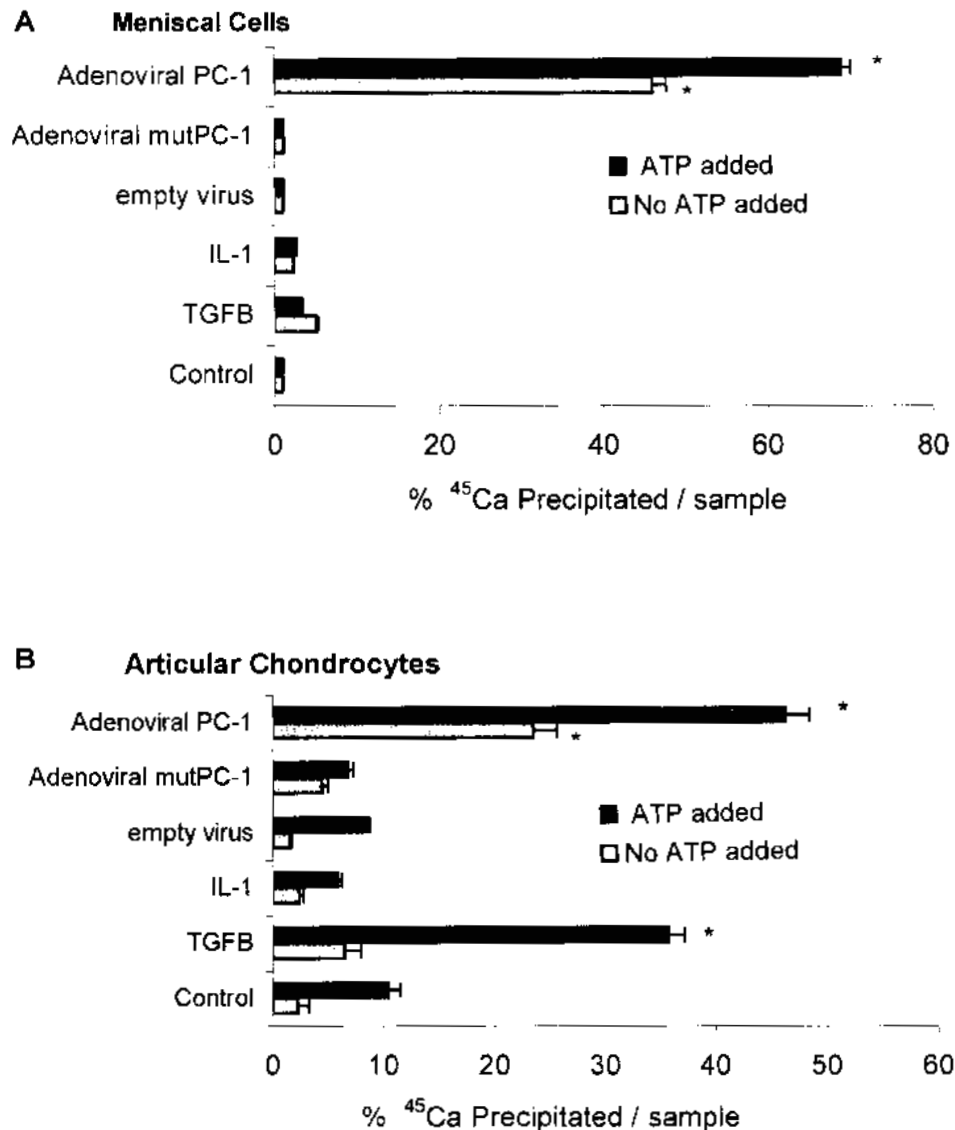 A Meniscal Cells
Adenoviral PC-1
*
*
Adenoviral mutPC-1
empty virus
IL-1
TGFB
Control
ATP added
No ATP added
0 20 40 60 80
% ⁴⁵Ca Precipitated / sample
B Articular Chondrocytes
Adenoviral PC-1
*
*
Adenoviral mutPC-1
empty virus
IL-1
TGFB
*
Control
ATP added
No ATP added
0 10 20 30 40 50 60
% ⁴⁵Ca Precipitated / sample